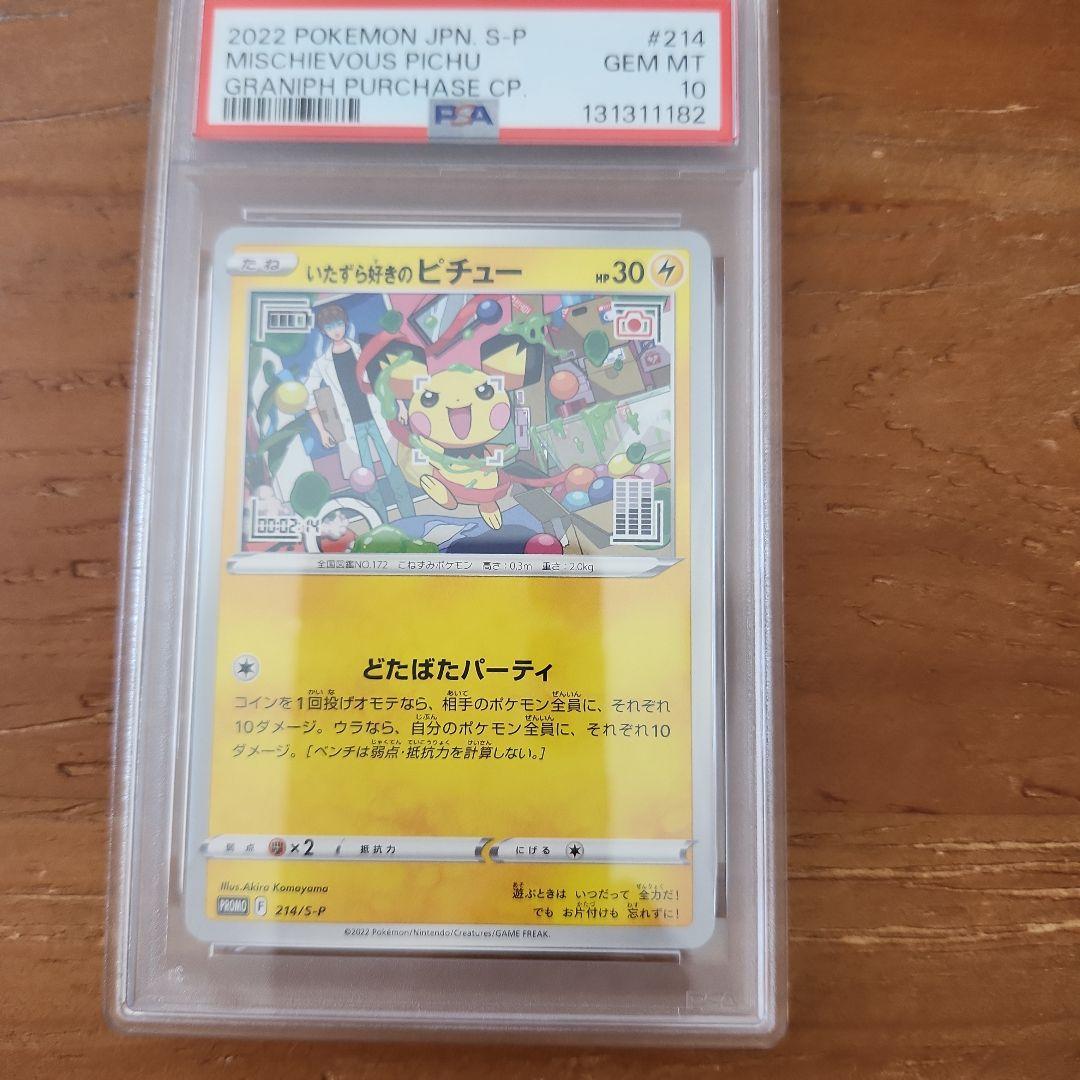 2022 POKEMON JPN. S-P #214
MISCHIEVOUS PICHU GEM MT
GRANIPH PURCHASE CP. 10
PSA 131311182
たね いたずら好きのピチュー HP 30
00:02:14
全国図鑑NO.172 こねずみポケモン 高さ:0.3m 重さ:2.0kg
どたばたパーティ
コインを1回投げオモテなら、相手のポケモン全員に、それぞれ
10ダメージ。ウラなら、自分のポケモン全員に、それぞれ10
ダメージ。[ベンチは弱点・抵抗力を計算しない。]
弱点 ×2 抵抗力 にげる
Illus.Akira Komayama
遊ぶときは いつだって 全力だ!
PROMO F 214/S-P
でも お片付けも 忘れずに!
©2022 Pokémon/Nintendo/Creatures/GAME FREAK.
PSA